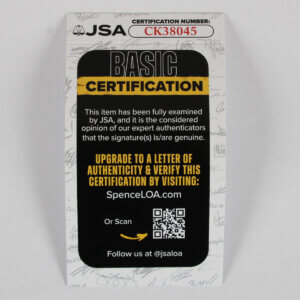 JSA CERTIFICATION NUMBER:
CK38045
BASIC
CERTIFICATION
This item has been fully examined
by JSA, and it is the considered
opinion of our expert authenticators
that the signature(s) is/are genuine.
UPGRADE TO A LETTER OF
AUTHENTICITY & VERIFY THIS
CERTIFICATION BY VISITING:
SpenceLOA.com
Or Scan
Follow us at @jsaloa